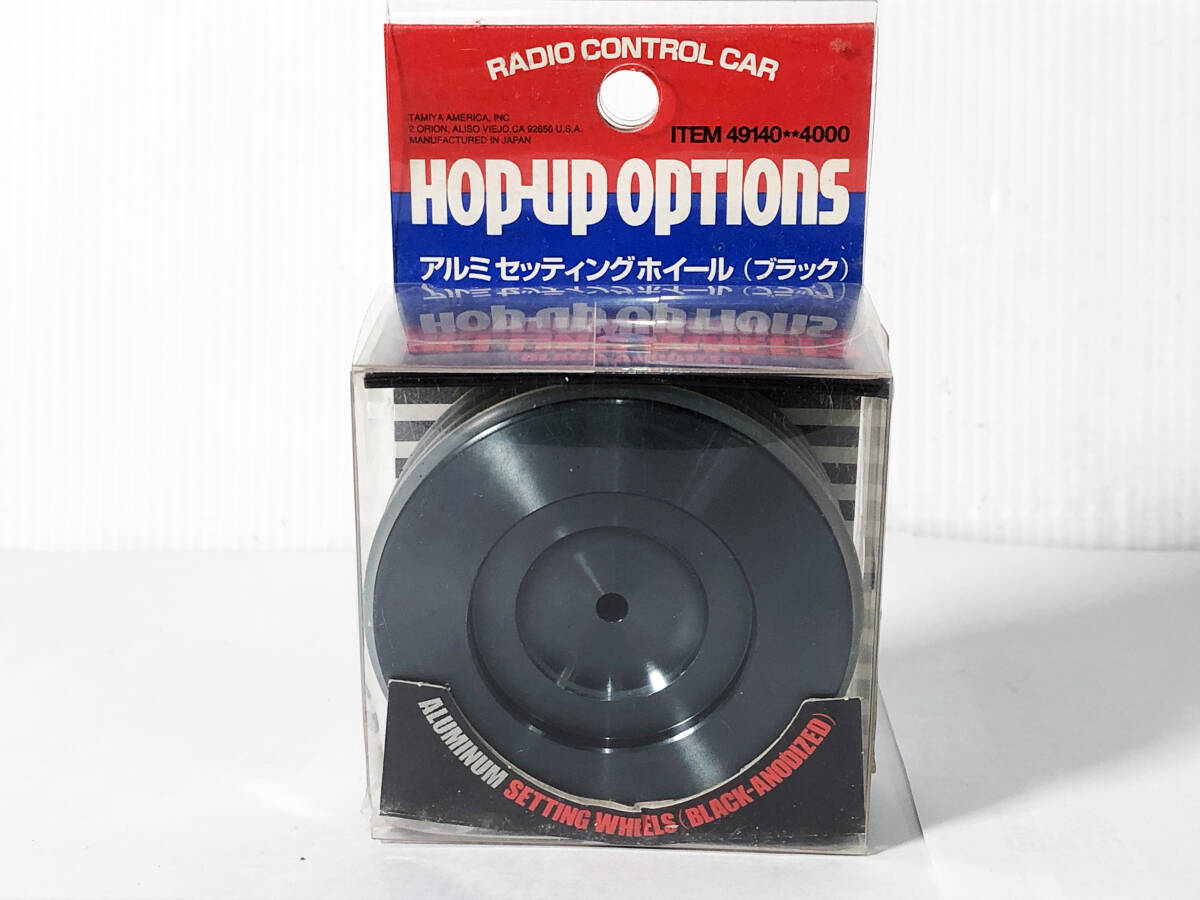 RADIO CONTROL CAR
TAMIYA AMERICA, INC
2 ORION, ALISO VIEJO, CA 92656 U.S.A.
MANUFACTURED IN JAPAN
ITEM 49140**4000
HOP-UP OPTIONS
アルミセッティングホイール（ブラック）
ALUMINUM SETTING WHEELS (BLACK-ANODIZED)